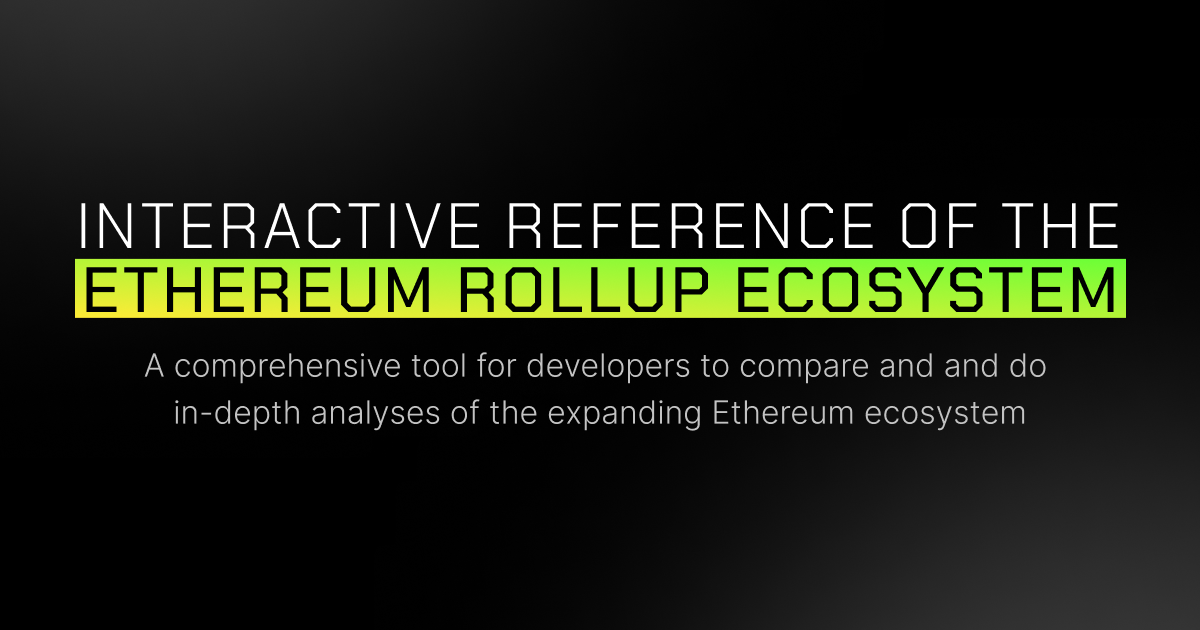 INTERACTIVE REFERENCE OF THE
ETHEREUM ROLLUP ECOSYSTEM
A comprehensive tool for developers to compare and and do
in-depth analyses of the expanding Ethereum ecosystem